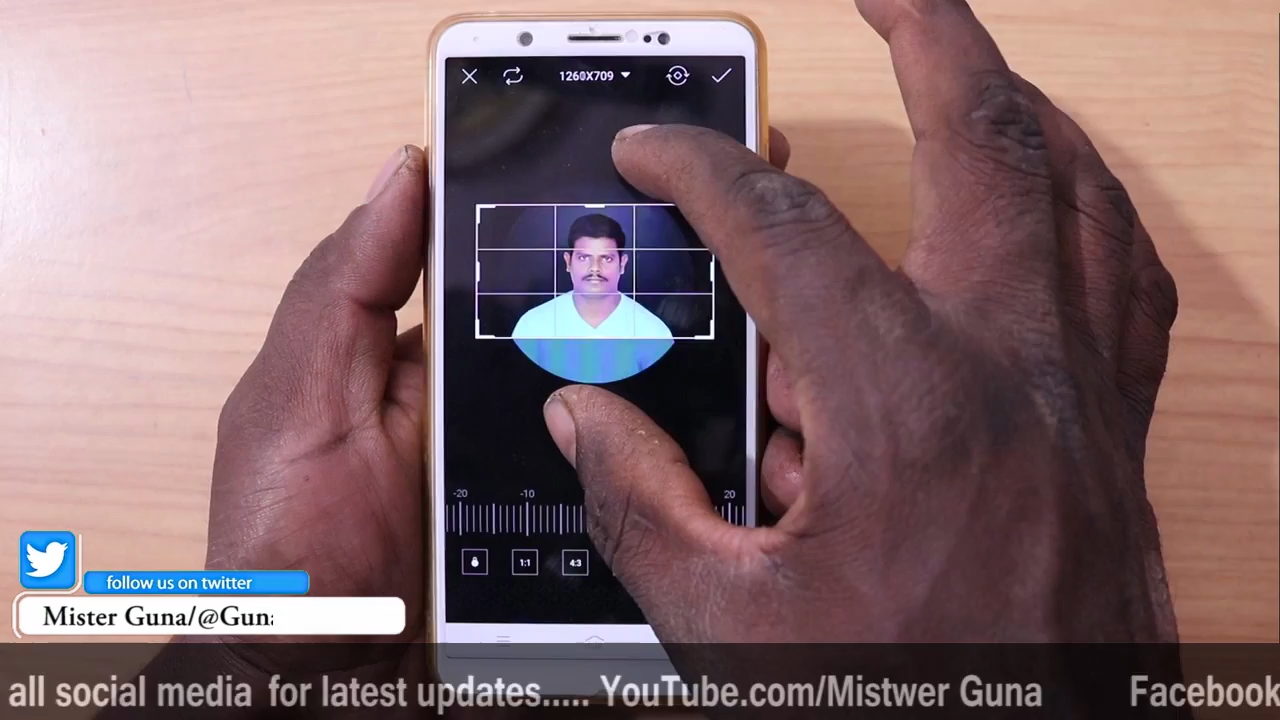 1260X709
-20 -10 20
1:1 4:3
follow us on twitter
Mister Guna/@Guna
all social media for latest updates..... YouTube.com/Mistwer Guna Facebook